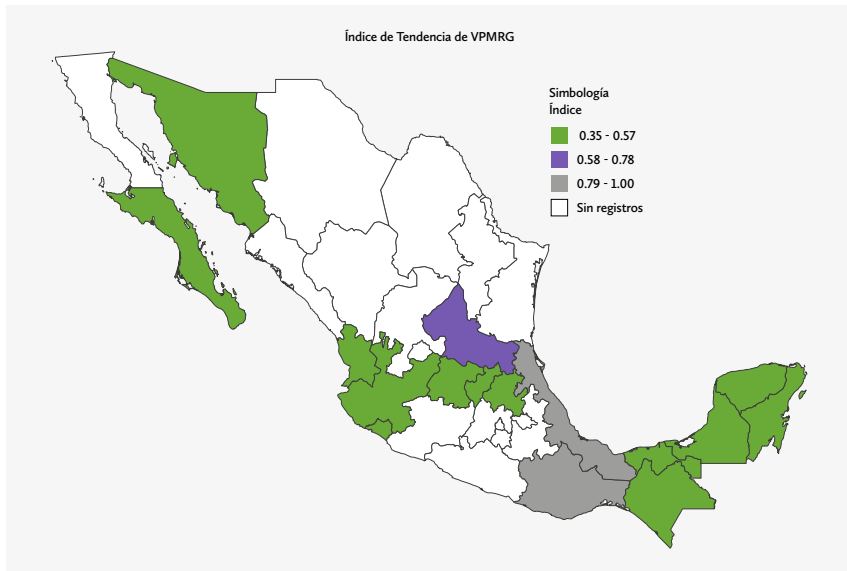 Índice de Tendencia de VPMRG
Simbología
Índice
0.35 - 0.57
0.58 - 0.78
0.79 - 1.00
Sin registros